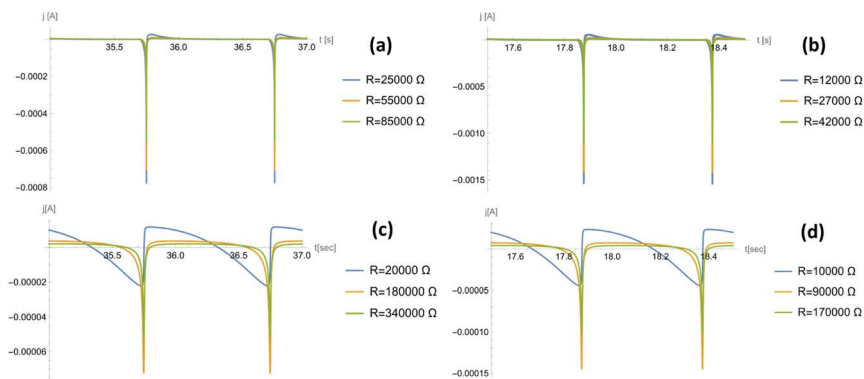 j [A]
35.5 36.0 36.5 37.0 t [s]
−0.0002
−0.0004
−0.0006
−0.0008
(a)
R=25000 Ω
R=55000 Ω
R=85000 Ω
j [A]
17.6 17.8 18.0 18.2 18.4 t [s]
−0.0005
−0.0010
−0.0015
(b)
R=12000 Ω
R=27000 Ω
R=42000 Ω
j[A]
35.5 36.0 36.5 37.0 t[sec]
−0.00002
−0.00004
−0.00006
(c)
R=20000 Ω
R=180000 Ω
R=340000 Ω
j[A]
17.6 17.8 18.0 18.2 18.4 t[sec]
−0.00005
−0.00010
−0.00015
(d)
R=10000 Ω
R=90000 Ω
R=170000 Ω